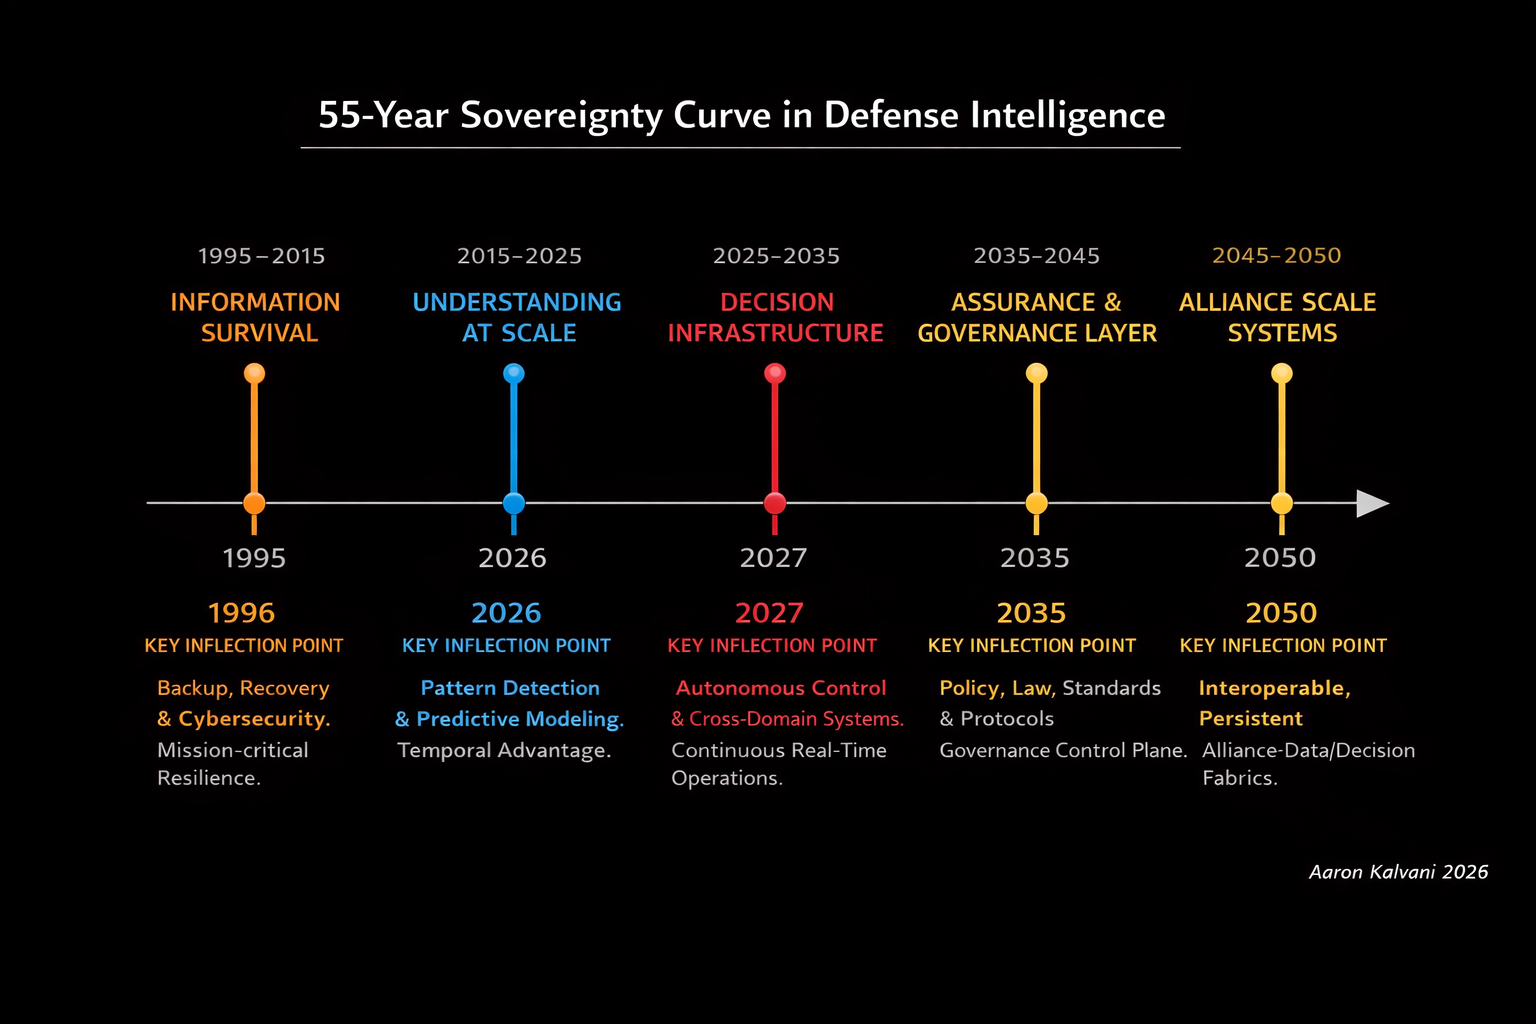 55-Year Sovereignty Curve in Defense Intelligence
1995–2015
INFORMATION
SURVIVAL
2015–2025
UNDERSTANDING
AT SCALE
2025–2035
DECISION
INFRASTRUCTURE
2035–2045
ASSURANCE &
GOVERNANCE LAYER
2045–2050
ALLIANCE SCALE
SYSTEMS
1995
1996
KEY INFLECTION POINT
Backup, Recovery
& Cybersecurity.
Mission-critical
Resilience.
2026
2026
KEY INFLECTION POINT
Pattern Detection
& Predictive Modeling.
Temporal Advantage.
2027
2027
KEY INFLECTION POINT
Autonomous Control
& Cross-Domain Systems.
Continuous Real-Time
Operations.
2035
2035
KEY INFLECTION POINT
Policy, Law, Standards
& Protocols
Governance Control Plane.
2050
2050
KEY INFLECTION POINT
Interoperable,
Persistent
Alliance-Data/Decision
Fabrics.
Aaron Kalvani 2026